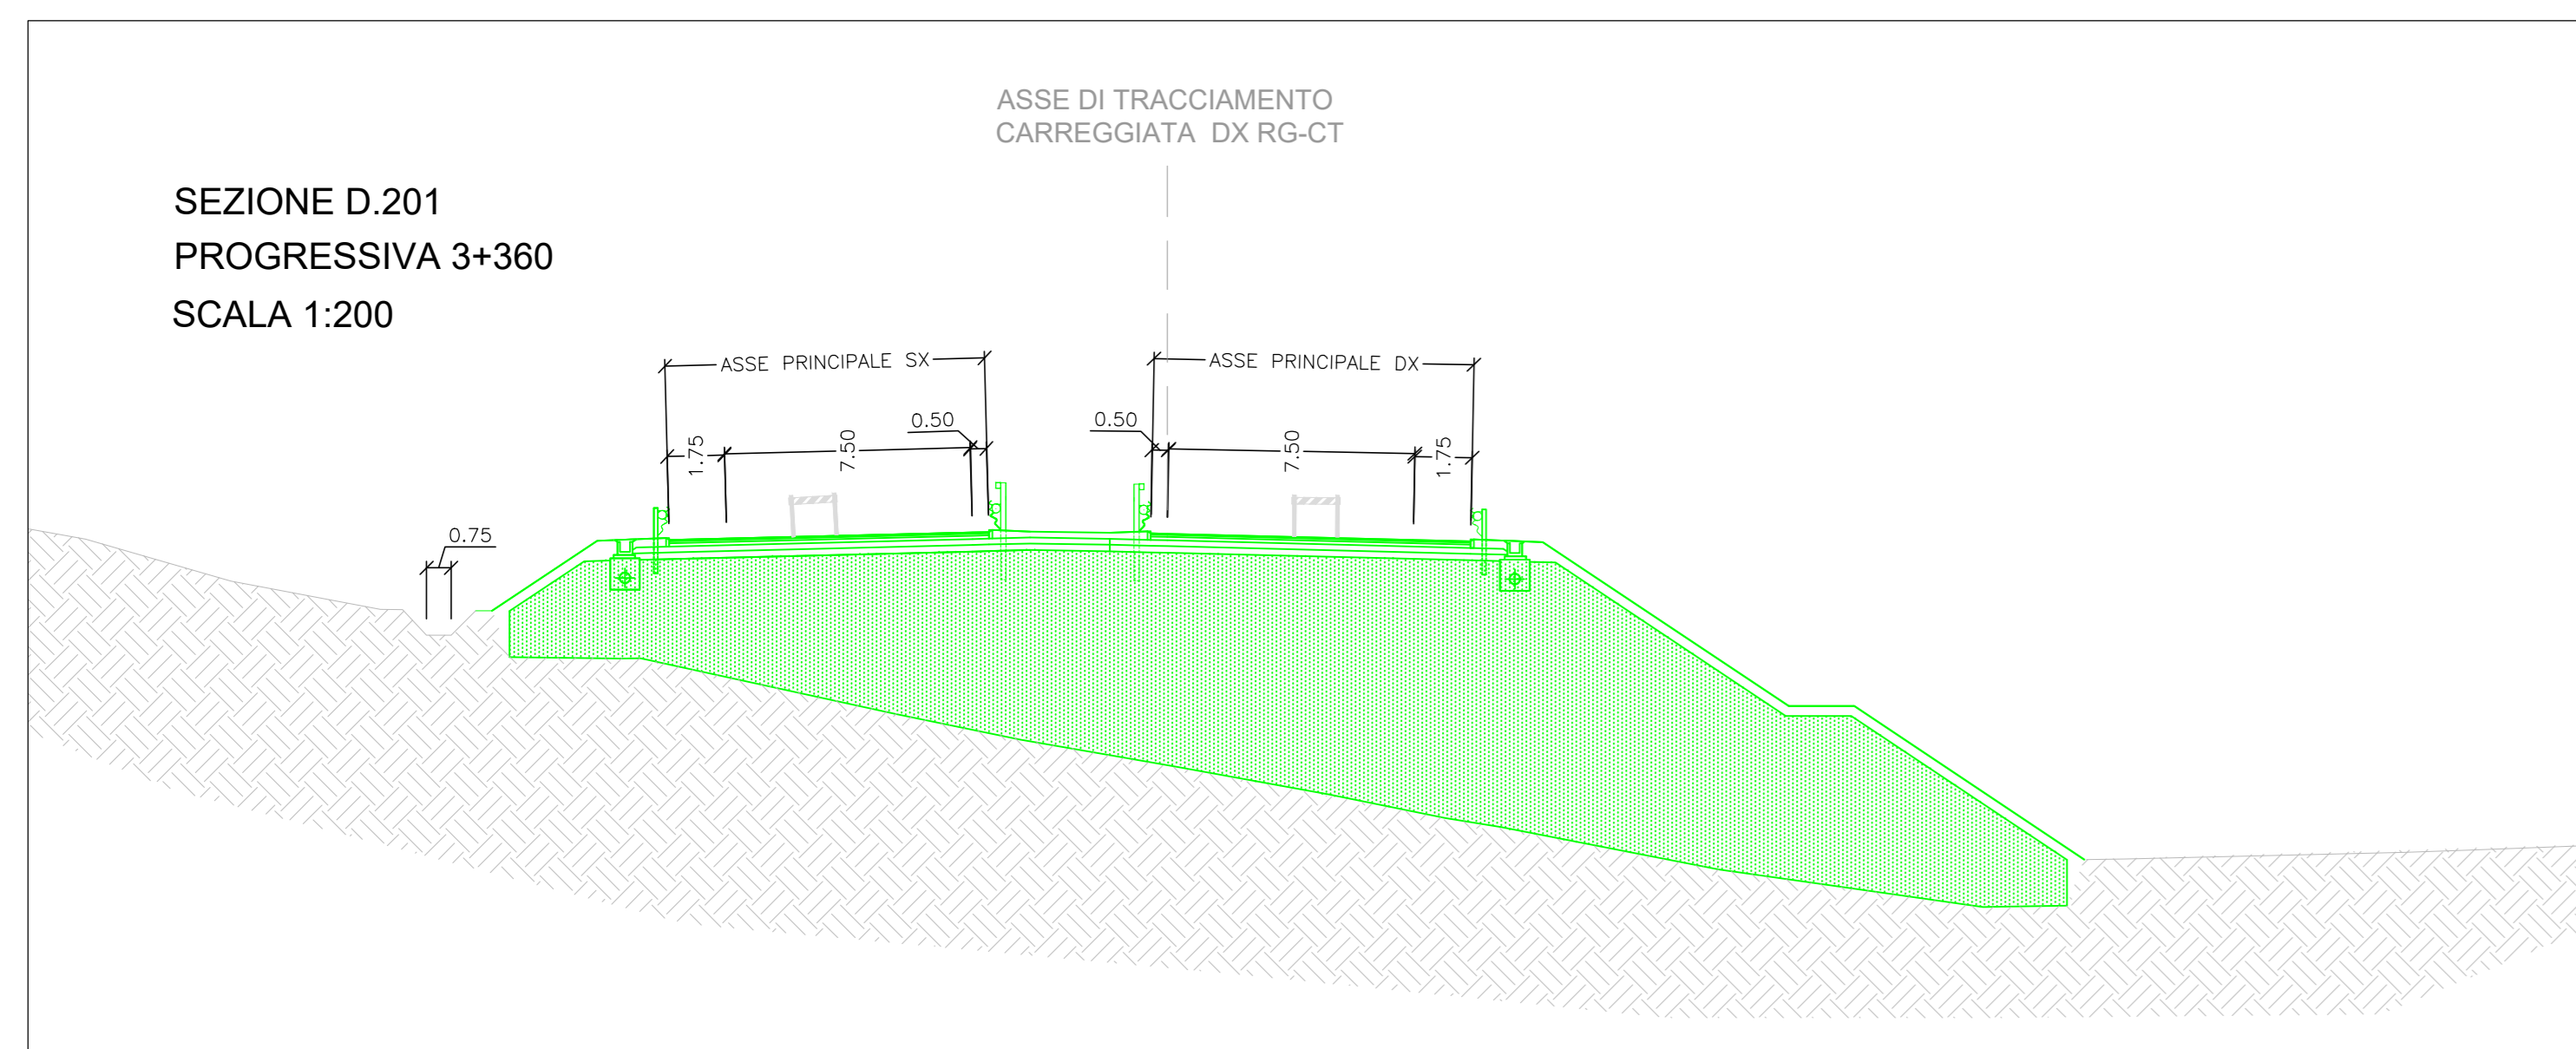 ASSE DI TRACCIAMENTO
CARREGGIATA DX RG-CT
SEZIONE D.201
PROGRESSIVA 3+360
SCALA 1:200
ASSE PRINCIPALE SX
ASSE PRINCIPALE DX
1.75
7.50
0.50
0.50
7.50
1.75
0.75